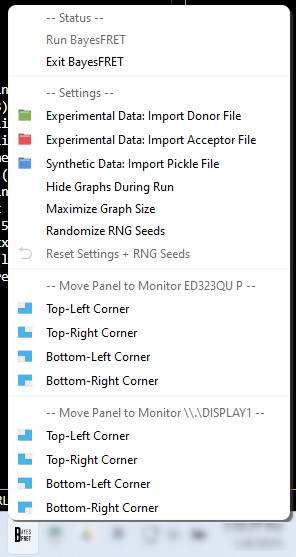 -- Status --
Run BayesFRET
Exit BayesFRET
-- Settings --
Experimental Data: Import Donor File
Experimental Data: Import Acceptor File
Synthetic Data: Import Pickle File
Hide Graphs During Run
Maximize Graph Size
Randomize RNG Seeds
Reset Settings + RNG Seeds
-- Move Panel to Monitor ED323QU P --
Top-Left Corner
Top-Right Corner
Bottom-Left Corner
Bottom-Right Corner
-- Move Panel to Monitor \\.\DISPLAY1 --
Top-Left Corner
Top-Right Corner
Bottom-Left Corner
Bottom-Right Corner
BAYES
FRET